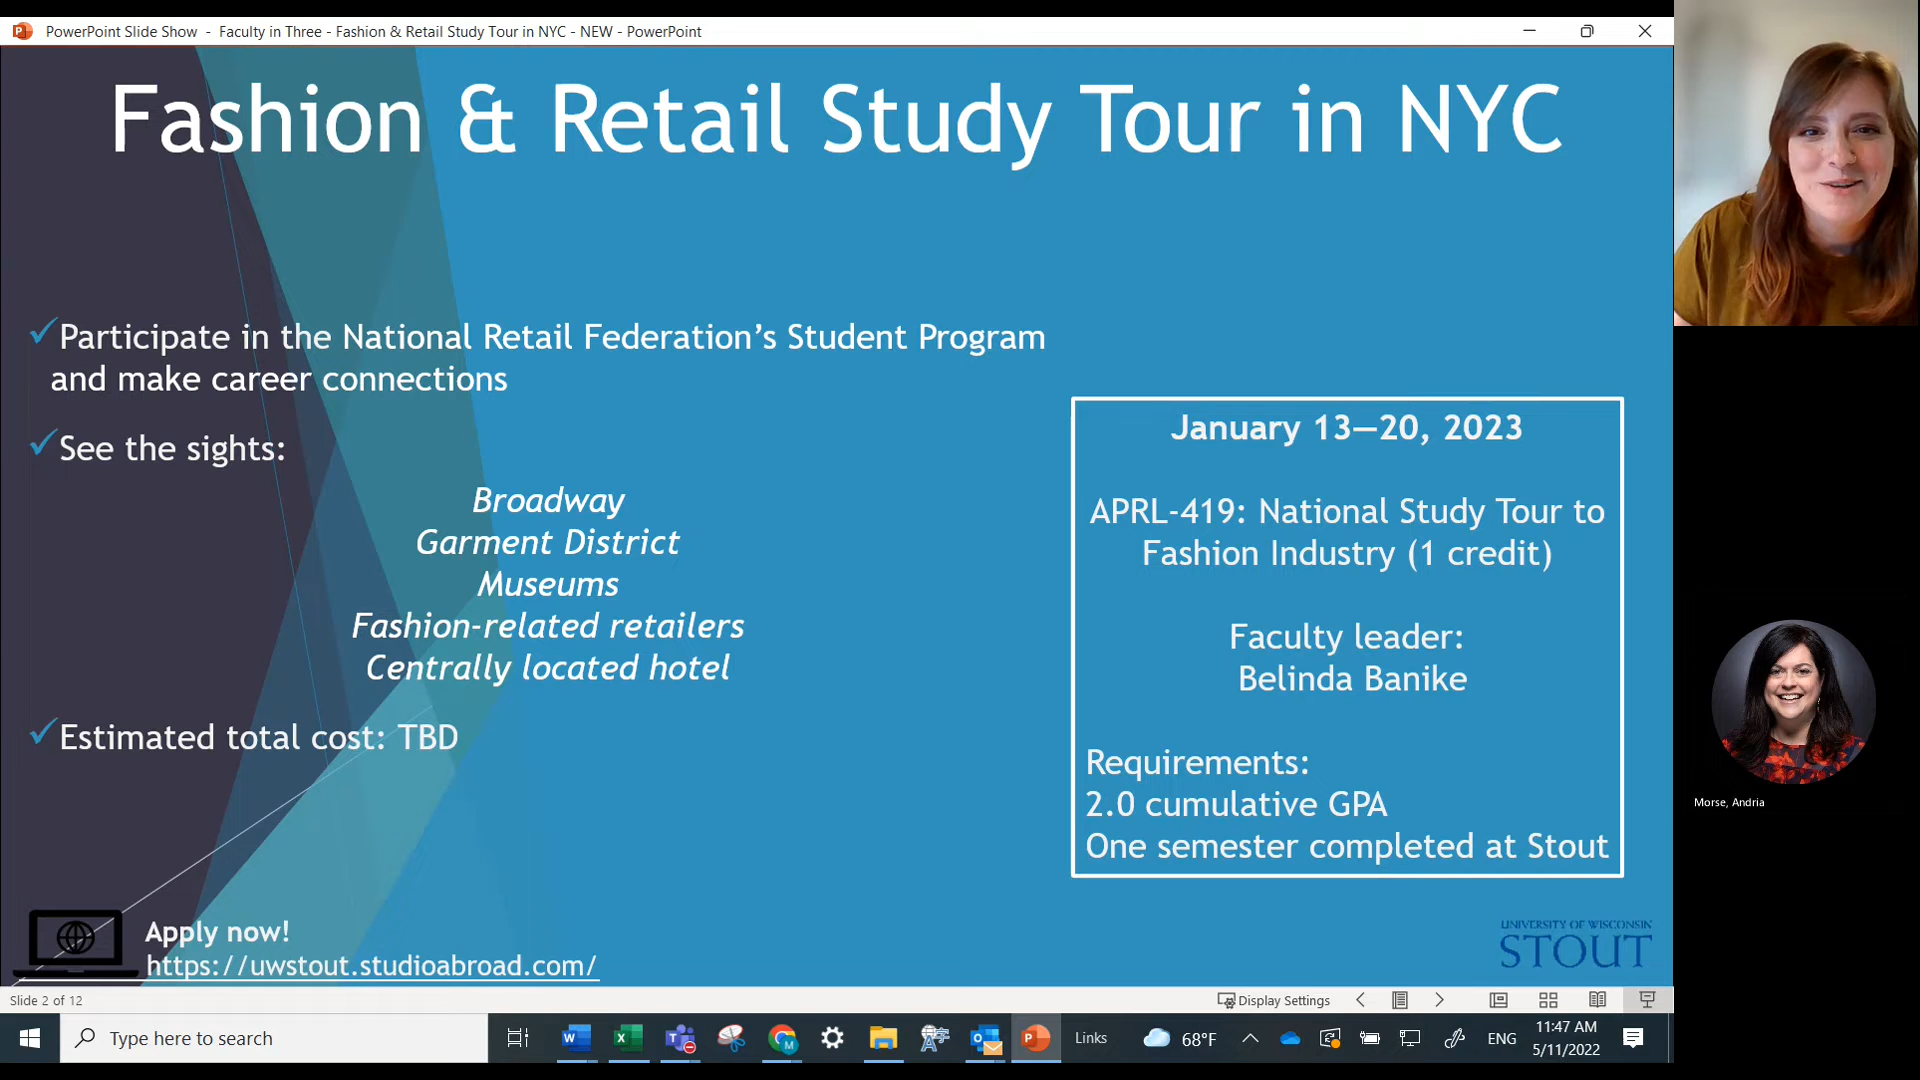 PowerPoint Slide Show - Faculty in Three - Fashion & Retail Study Tour in NYC - NEW - PowerPoint
Fashion & Retail Study Tour in NYC
Participate in the National Retail Federation’s Student Program
and make career connections
See the sights:
Broadway
Garment District
Museums
Fashion-related retailers
Centrally located hotel
Estimated total cost: TBD
January 13—20, 2023
APRL-419: National Study Tour to
Fashion Industry (1 credit)
Faculty leader:
Belinda Banike
Requirements:
2.0 cumulative GPA
One semester completed at Stout
Apply now!
https://uwstout.studioabroad.com/
UNIVERSITY OF WISCONSIN
STOUT
Morse, Andria
Slide 2 of 12
Display Settings
Type here to search
Links
68°F
ENG
11:47 AM
5/11/2022